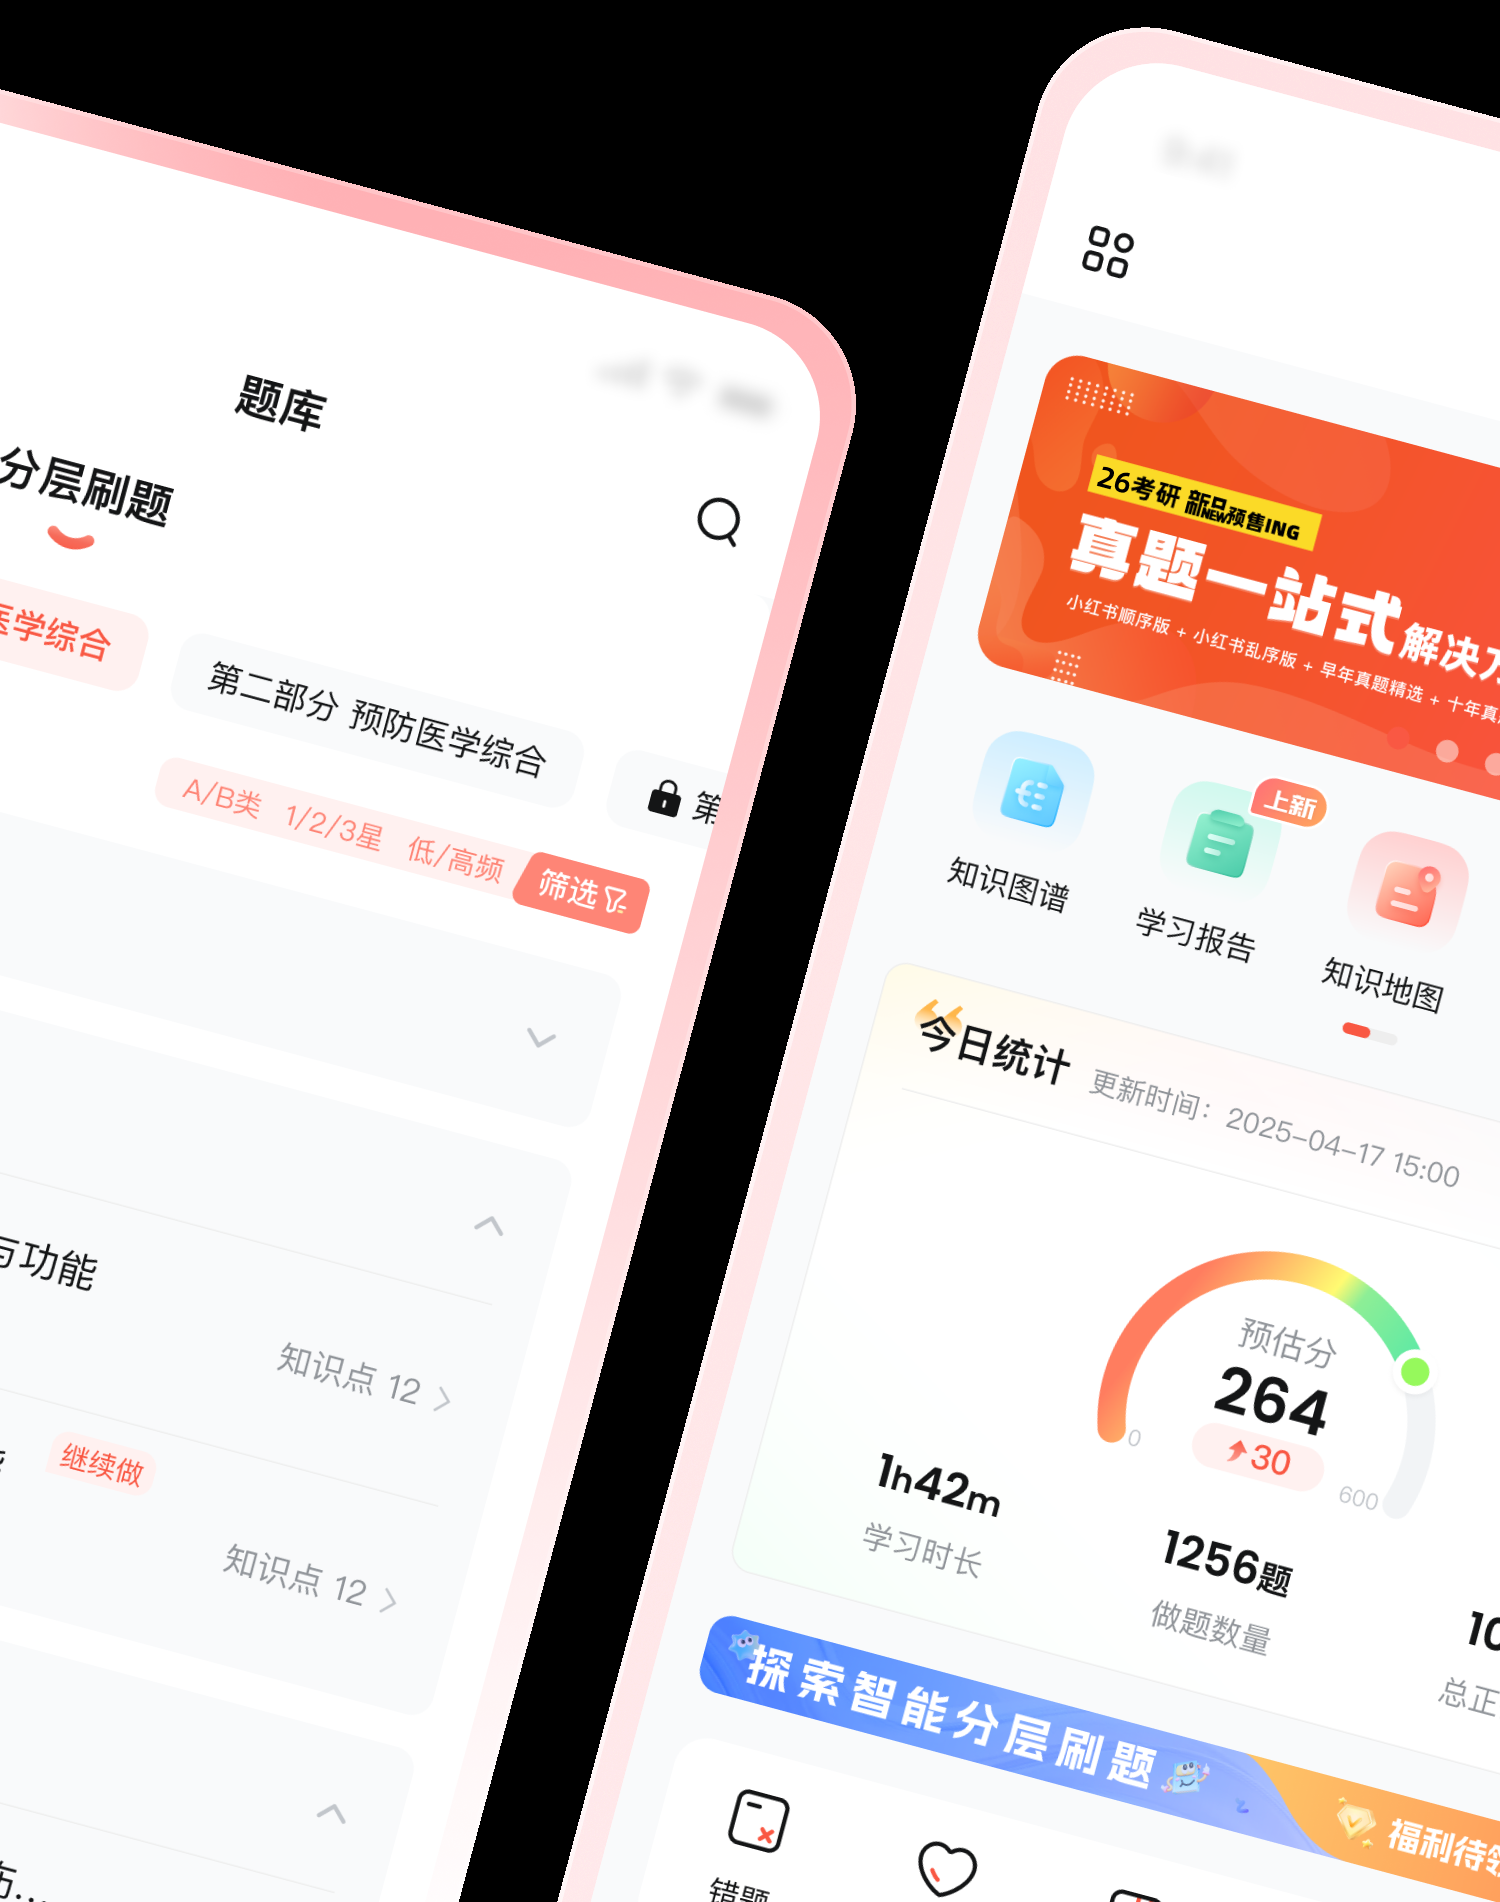 题库
分层刷题
医学综合
第二部分 预防医学综合
第
A/B类 1/2/3星 低/高频
筛选
与功能
知识点 12
继续做
知识点 12
26考研 新品NEW预售ING
真题一站式解决方
小红书顺序版 + 小红书乱序版 + 早年真题精选 + 十年真
知识图谱
学习报告
上新
知识地图
今日统计
更新时间：2025-04-17 15:00
预估分
264
30
0
600
1h42m
学习时长
1256题
做题数量
10
总正
探索智能分层刷题
福利待领
错题